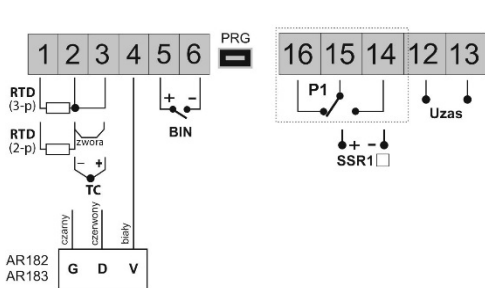 PRG
1 2 3 4 5 6
16 15 14 12 13
RTD
(3-p)
+ -
BIN
P1
Uzas
RTD
(2-p)
zwora
- +
TC
+ -
SSR1
czarny
czerwony
biały
AR182
AR183
G D V